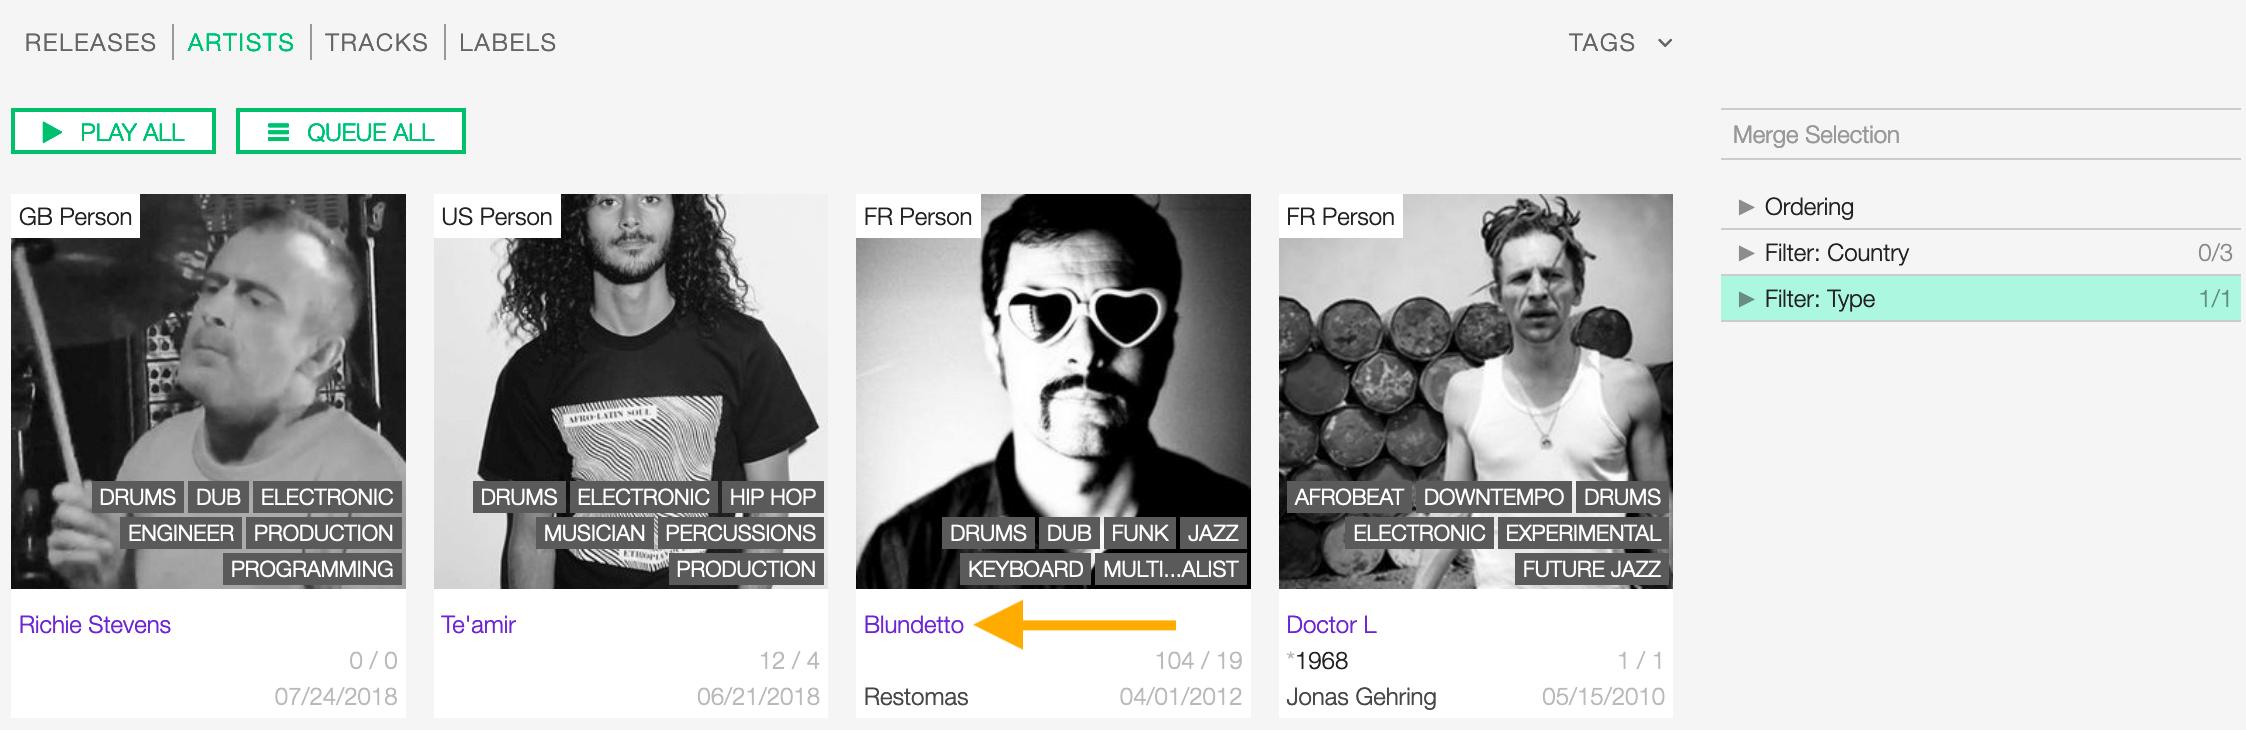 RELEASES ARTISTS TRACKS LABELS TAGS
PLAY ALL QUEUE ALL
Merge Selection
Ordering
Filter: Country 0/3
Filter: Type 1/1
GB Person
DRUMS DUB ELECTRONIC
ENGINEER PRODUCTION
PROGRAMMING
Richie Stevens
0 / 0
07/24/2018
US Person
AFRO-LATIN SOUL
DRUMS ELECTRONIC HIP HOP
MUSICIAN PERCUSSIONS
PRODUCTION
Te'amir
12 / 4
06/21/2018
FR Person
DRUMS DUB FUNK JAZZ
KEYBOARD MULTI...ALIST
Blundetto
104 / 19
Restomas 04/01/2012
FR Person
AFROBEAT DOWNTEMPO DRUMS
ELECTRONIC EXPERIMENTAL
FUTURE JAZZ
Doctor L
*1968 1 / 1
Jonas Gehring 05/15/2010